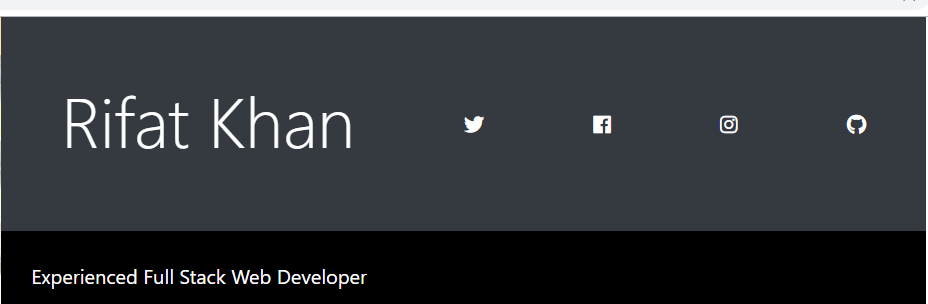 Rifat Khan
Experienced Full Stack Web Developer